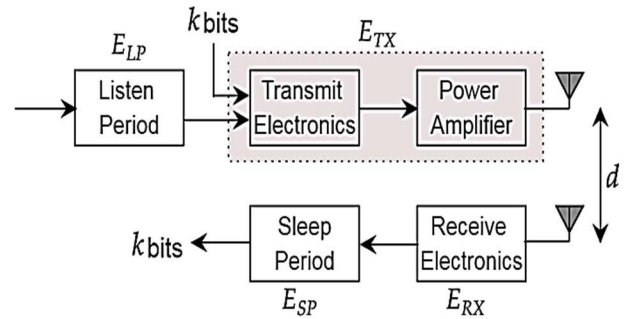 k bits
E_TX
E_LP
Listen
Period
Transmit
Electronics
Power
Amplifier
d
k bits
Sleep
Period
Receive
Electronics
E_SP
E_RX